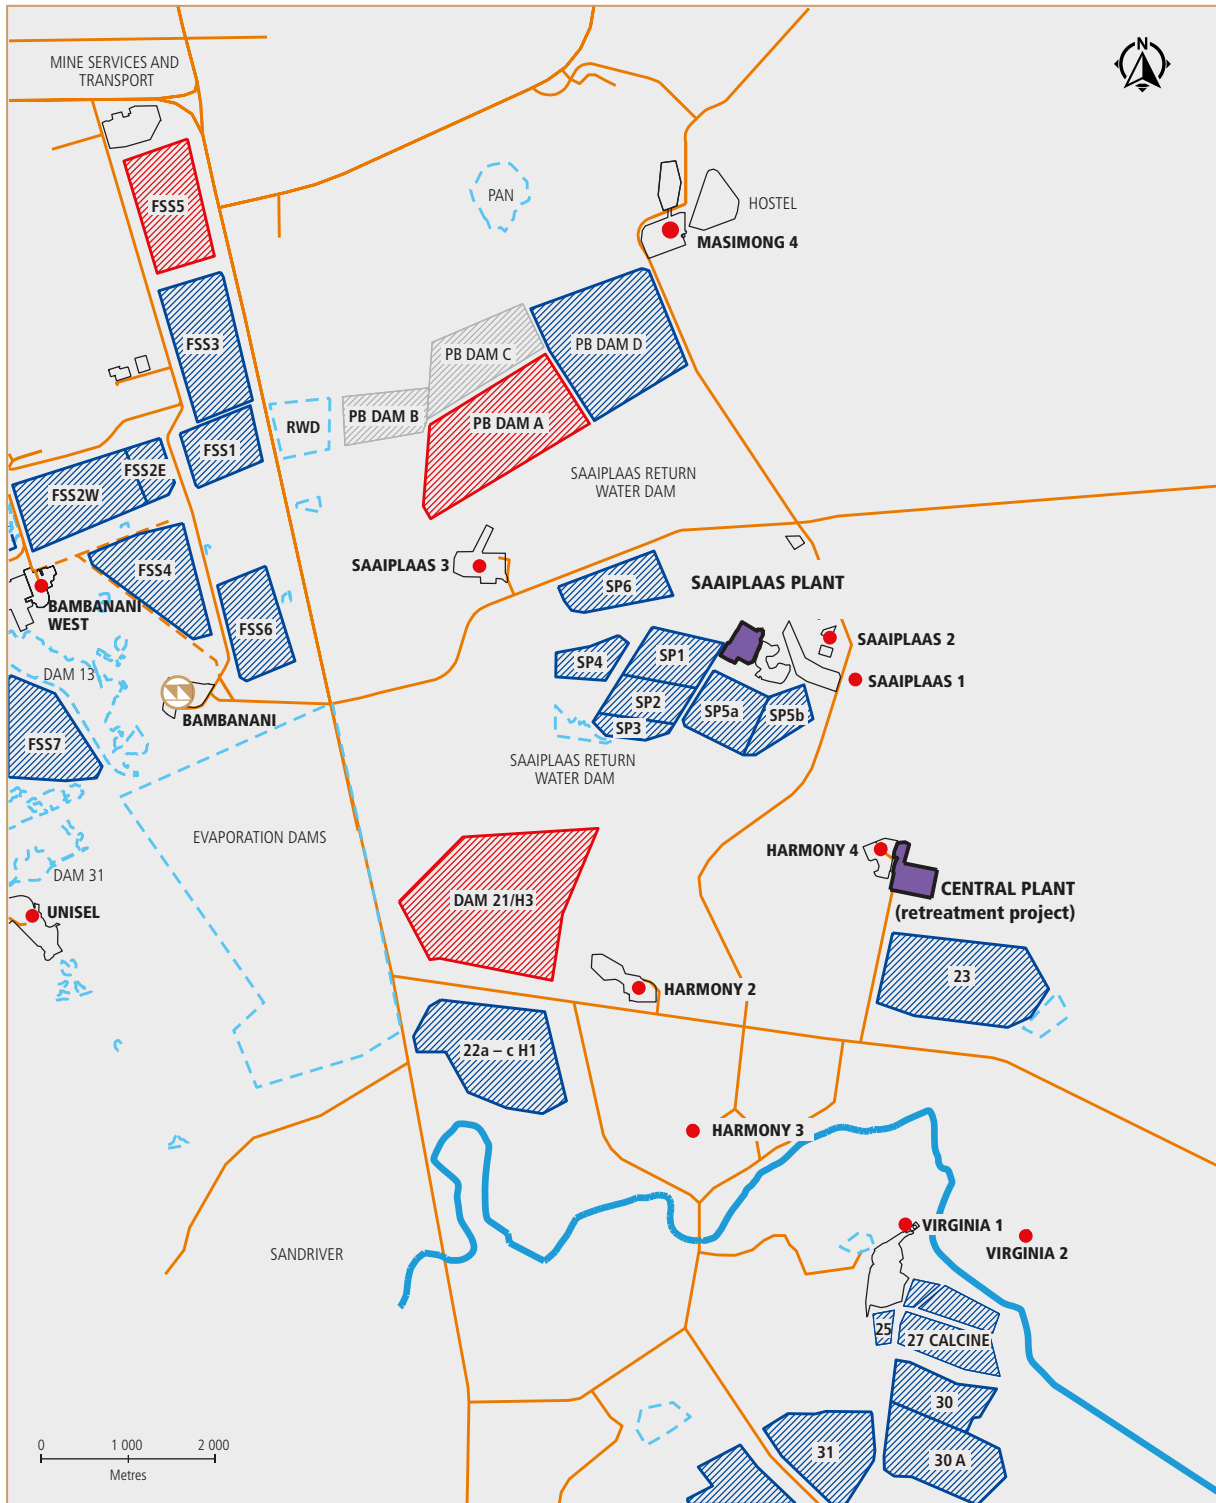 N
MINE SERVICES AND
TRANSPORT
FSS5
PAN
HOSTEL
MASIMONG 4
FSS3
PB DAM C
PB DAM D
PB DAM B
PB DAM A
RWD
FSS1
FSS2E
FSS2W
SAAIPLAAS RETURN
WATER DAM
FSS4
SAAIPLAAS 3
SP6
SAAIPLAAS PLANT
BAMBANANI
WEST
FSS6
SAAIPLAAS 2
SP4
SP1
DAM 13
SAAIPLAAS 1
BAMBANANI
SP2
SP5a
SP5b
SP3
FSS7
SAAIPLAAS RETURN
WATER DAM
EVAPORATION DAMS
HARMONY 4
DAM 31
CENTRAL PLANT
(retreatment project)
DAM 21/H3
UNISEL
23
HARMONY 2
22a – c H1
HARMONY 3
VIRGINIA 1
SANDRIVER
VIRGINIA 2
25
27 CALCINE
30
31
30 A
0 1 000 2 000
Metres